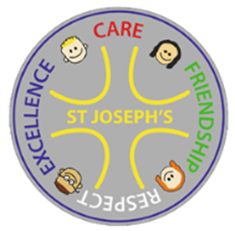 CARE
FRIENDSHIP
RESPECT
EXCELLENCE
ST JOSEPH'S